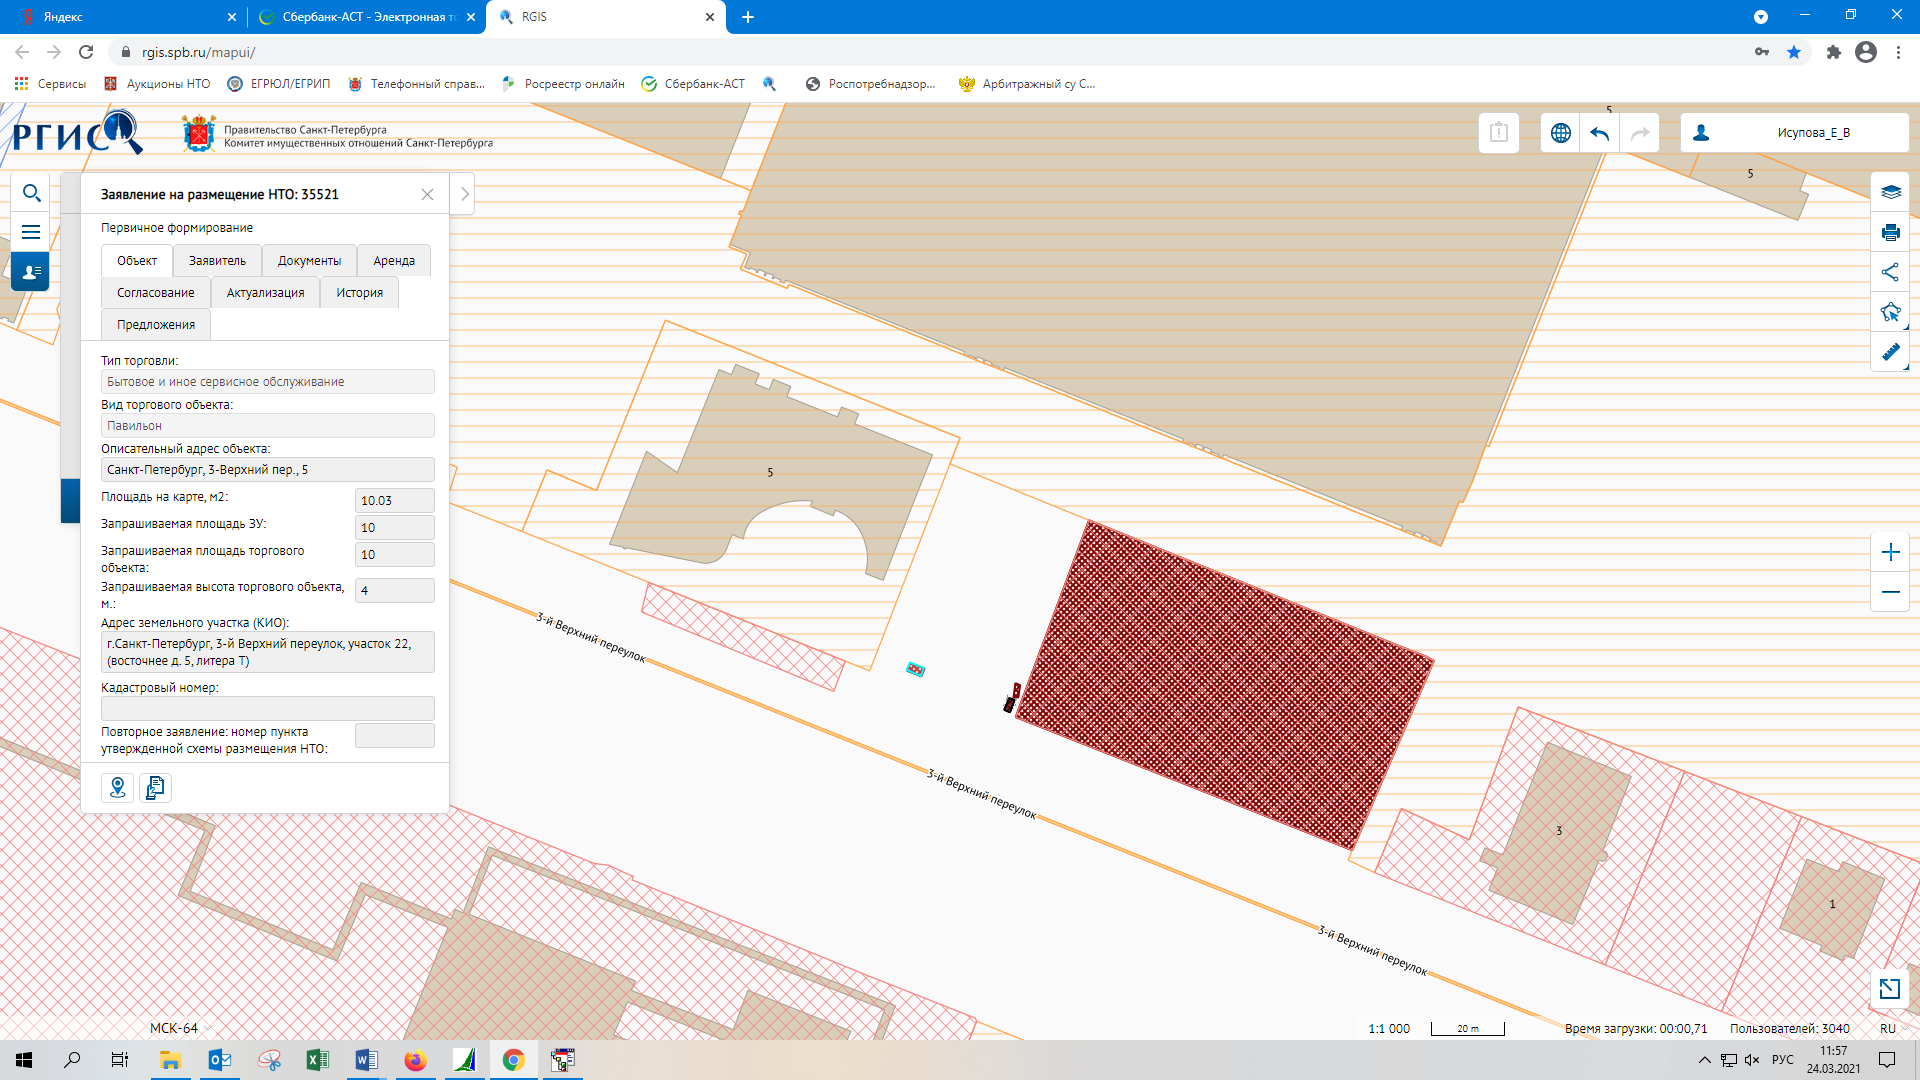 Яндекс
Сбербанк-АСТ - Электронная то
RGIS
rgis.spb.ru/mapui/
Сервисы
Аукционы НТО
ЕГРЮЛ/ЕГРИП
Телефонный справ...
Росреестр онлайн
Сбербанк-АСТ
Роспотребнадзор...
Арбитражный су С...
РГИС
Правительство Санкт-Петербурга
Комитет имущественных отношений Санкт-Петербурга
Исупова_Е_В
Заявление на размещение НТО: 35521
Первичное формирование
Объект
Заявитель
Документы
Аренда
Согласование
Актуализация
История
Предложения
Тип торговли:
Бытовое и иное сервисное обслуживание
Вид торгового объекта:
Павильон
Описательный адрес объекта:
Санкт-Петербург, 3-Верхний пер., 5
Площадь на карте, м2:
10.03
Запрашиваемая площадь ЗУ:
10
Запрашиваемая площадь торгового
объекта:
10
Запрашиваемая высота торгового объекта,
м.:
4
Адрес земельного участка (КИО):
г.Санкт-Петербург, 3-й Верхний переулок, участок 22,
(восточнее д. 5, литера Т)
Кадастровый номер:
Повторное заявление: номер пункта
утвержденной схемы размещения НТО:
5
5
5
3-й Верхний переулок
3-й Верхний переулок
3-й Верхний переулок
3
1
МСК-64
1:1 000
20 m
Время загрузки: 00:00,71
Пользователей: 3040
RU
РУС
11:57
24.03.2021